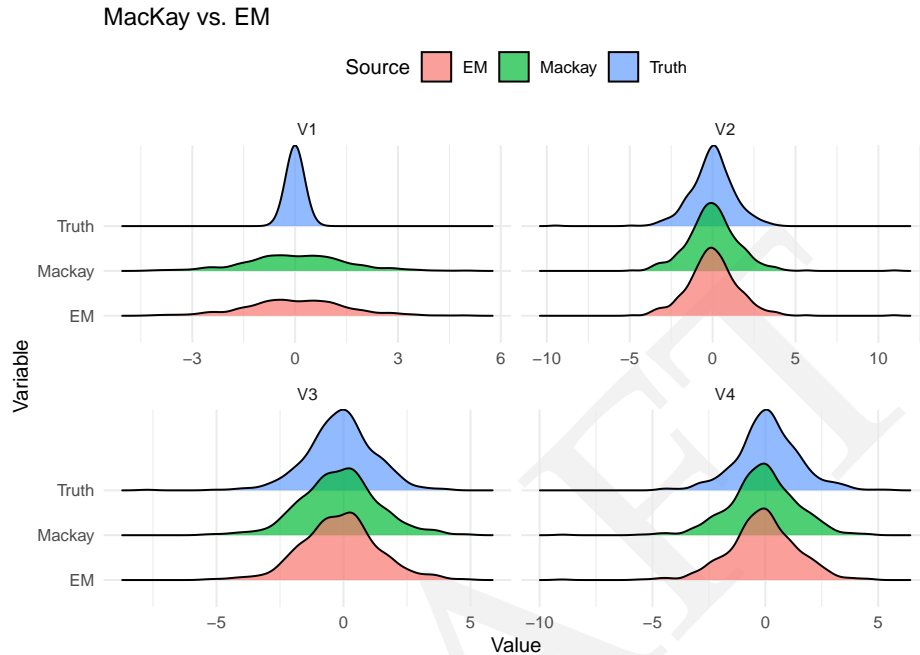 MacKay vs. EM
Source EM Mackay Truth
V1 V2
Truth
Mackay
EM
−3 0 3 6 −10 −5 0 5 10
Variable
V3 V4
Truth
Mackay
EM
−5 0 5 −10 −5 0 5
Value